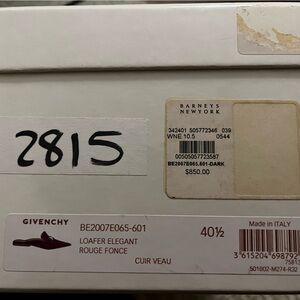 BARNEYS
NEW YORK
342401 505772346 039
WNE 10.5 0544
00505057723587
BE2007E065.601-DARK
$850.00
2815
GIVENCHY
BE2007E065-601
LOAFER ELEGANT
ROUGE FONCE
CUIR VEAU
40½
Made in ITALY
3 615204 698792
501602-M274-R32